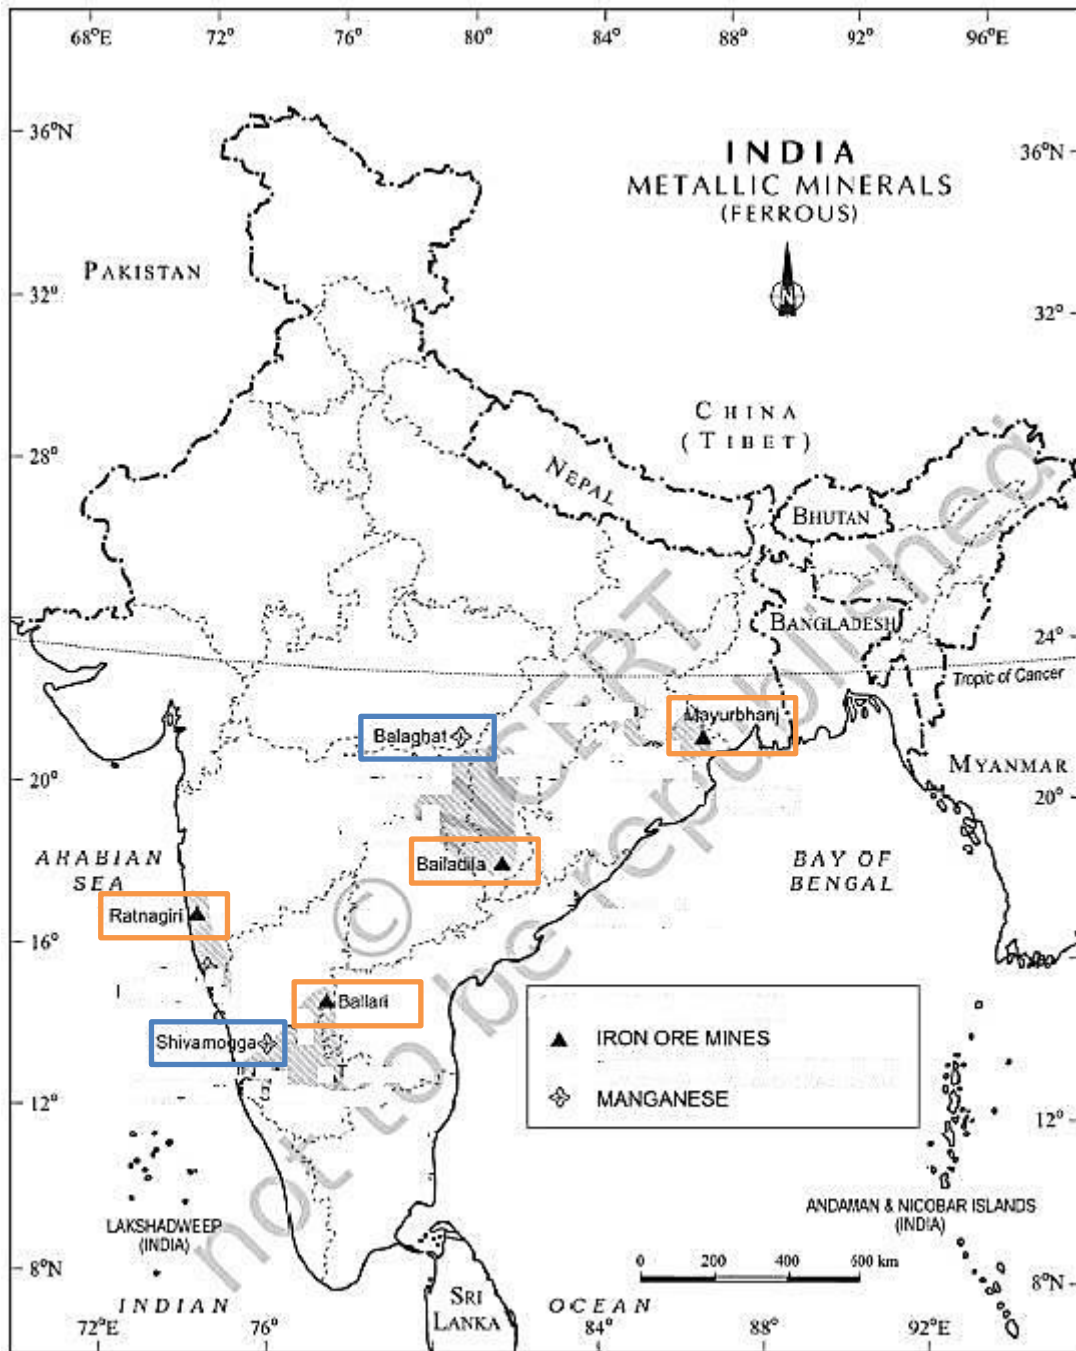 68°E 72° 76° 80° 84° 88° 92° 96°E
36°N
36°N
INDIA
METALLIC MINERALS
(FERROUS)
N
PAKISTAN
32°
32°
CHINA
(TIBET)
28°
28°
NEPAL
BHUTAN
BANGLADESH
24°
Tropic of Cancer
Mayurbhanj
Balaghat
MYANMAR
20°
20°
ARABIAN
SEA
Bailadila
BAY OF
BENGAL
Ratnagiri
16°
16°
Ballari
Shivamogga
IRON ORE MINES
MANGANESE
12°
12°
LAKSHADWEEP
(INDIA)
ANDAMAN & NICOBAR ISLANDS
(INDIA)
0 200 400 600 km
8°N
8°N
INDIAN
OCEAN
SRI
LANKA
72°E 76° 84° 88° 92°E
© NCERT
not to be republished